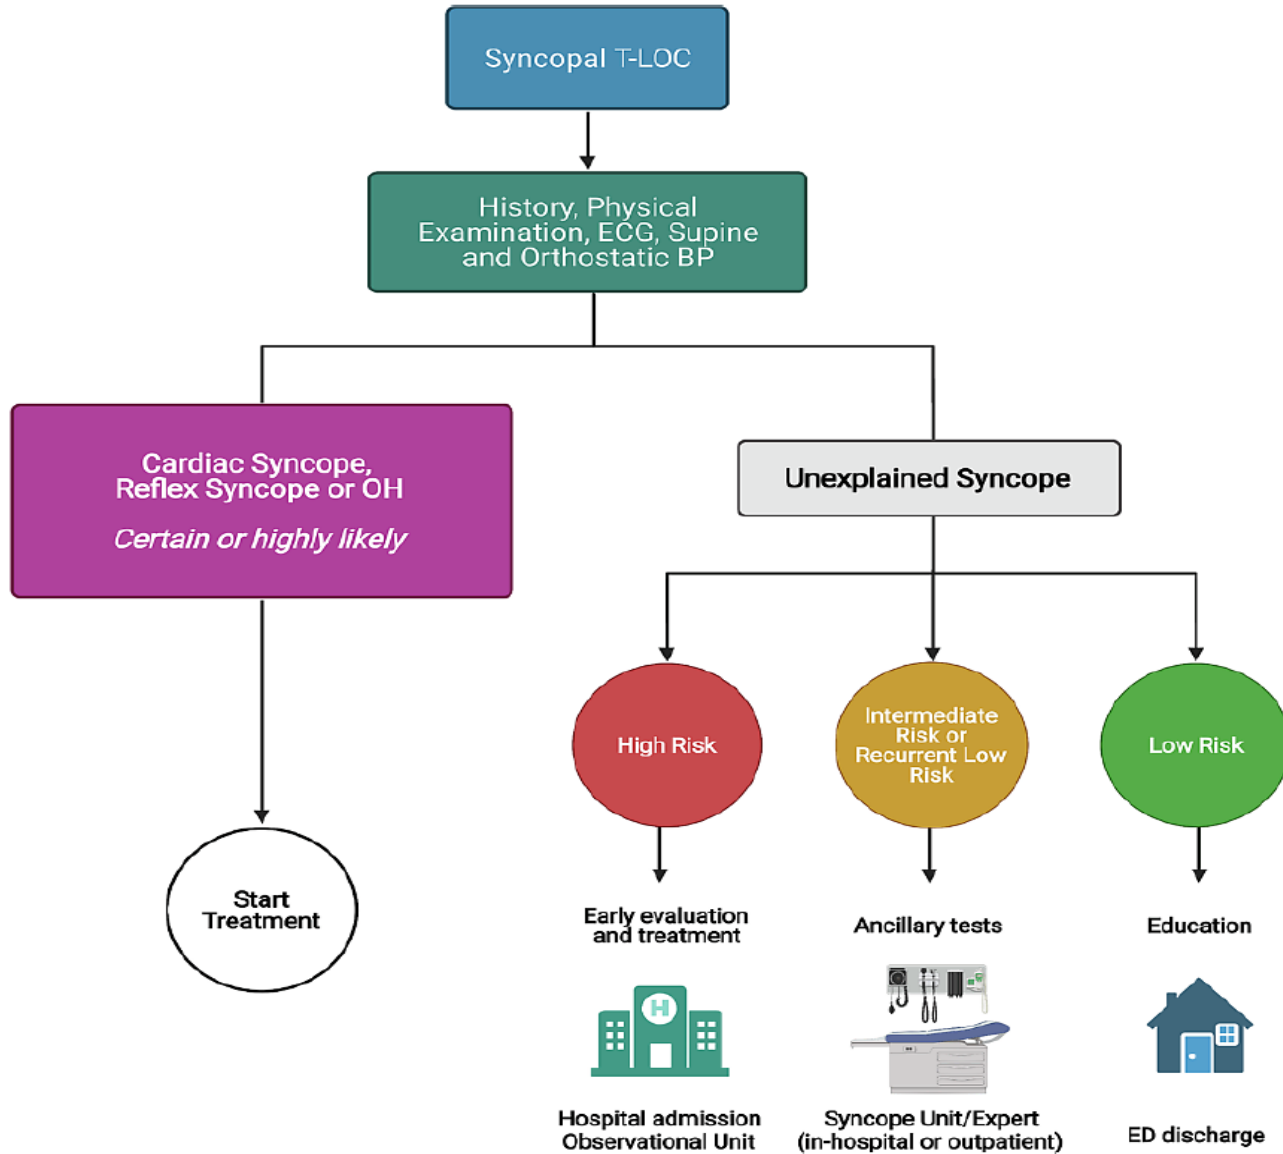 Syncopal T-LOC
History, Physical
Examination, ECG, Supine
and Orthostatic BP
Cardiac Syncope,
Reflex Syncope or OH
Certain or highly likely
Unexplained Syncope
High Risk
Intermediate
Risk or
Recurrent Low
Risk
Low Risk
Start
Treatment
Early evaluation
and treatment
Ancillary tests
Education
H
Hospital admission
Observational Unit
Syncope Unit/Expert
(in-hospital or outpatient)
ED discharge